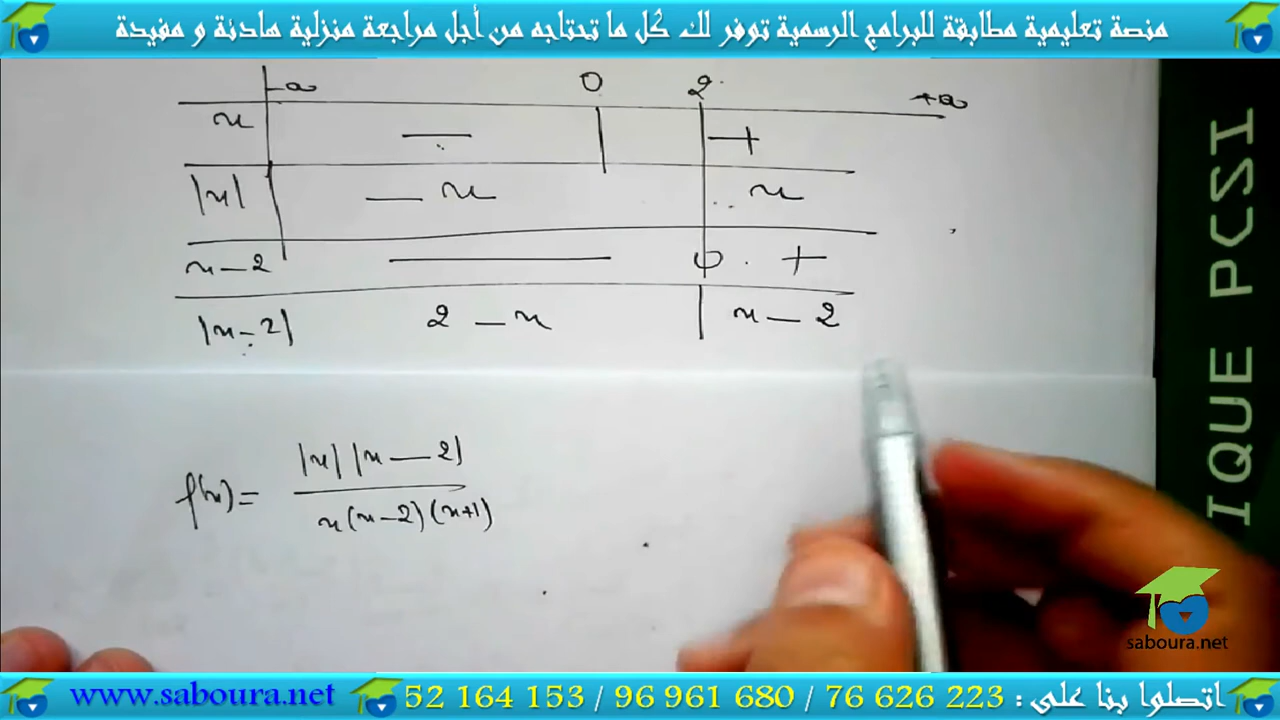 منصة تعليمية مطابقة للبرامج الرسمية توفر لك كل ما تحتاجه من أجل مراجعة منزلية هادئة و مفيدة
-∞ 0 2 +∞
x — +
|x| — x x
x — 2 — 0 +
|x — 2| 2 — x x — 2
f(x) = |x| |x — 2|
x(x — 2)(x+1)
IQUE PCSI
saboura.net
www.saboura.net 52 164 153 / 96 961 680 / 76 626 223 : اتصلوا بنا على